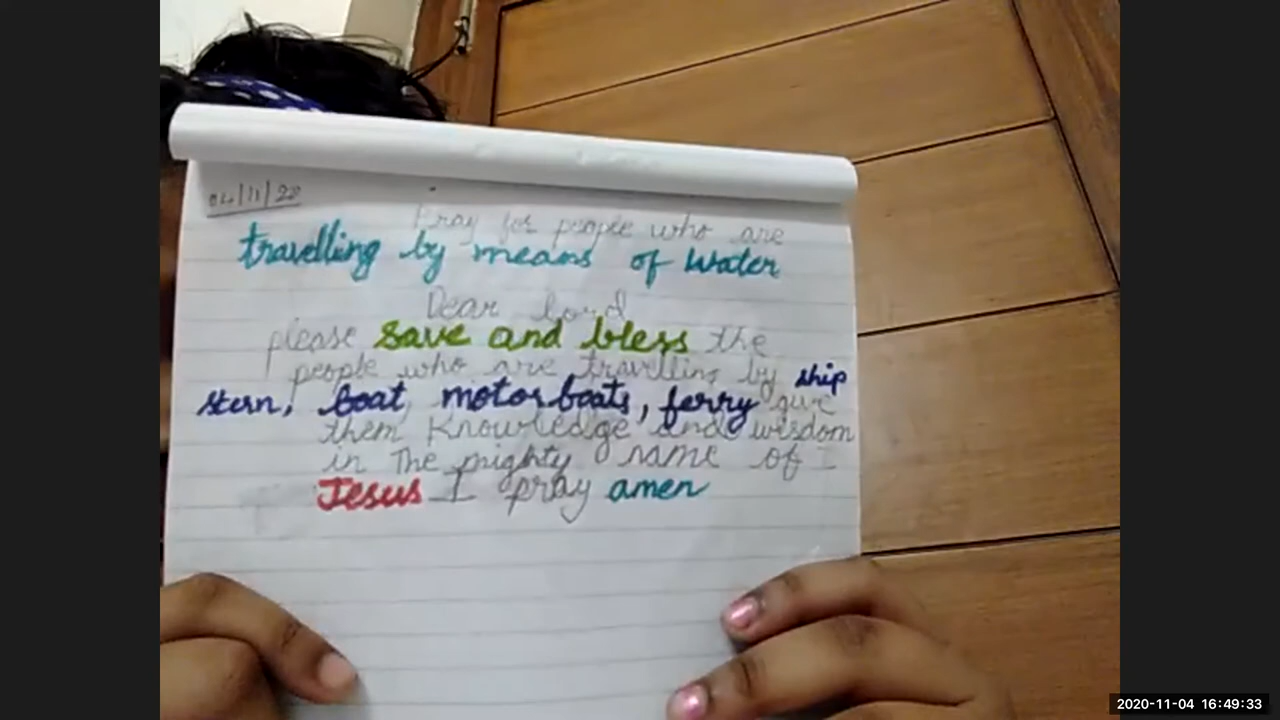 04/11/20
Pray for people who are
travelling by means of water
Dear lord
please save and bless the
people who are travelling by ship
stern, boat, motorboats, ferry give
them knowledge and wisdom
in The mighty name of
Jesus I pray amen
2020-11-04 16:49:33